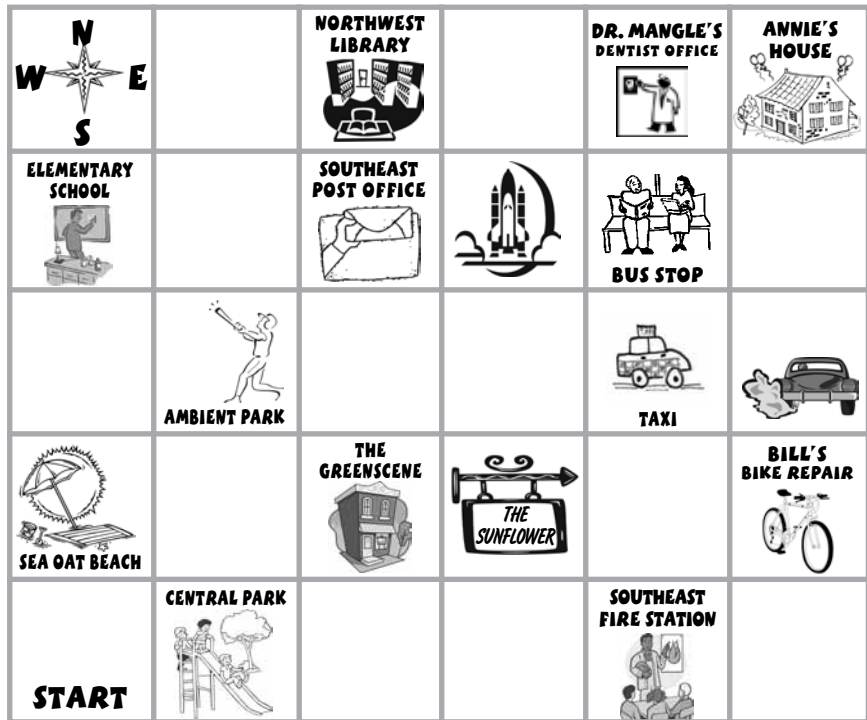 N
W E
S
NORTHWEST
LIBRARY
DR. MANGLE'S
DENTIST OFFICE
ANNIE'S
HOUSE
ELEMENTARY
SCHOOL
SOUTHEAST
POST OFFICE
BUS STOP
AMBIENT PARK
TAXI
SEA OAT BEACH
THE
GREENSCENE
THE
SUNFLOWER
BILL'S
BIKE REPAIR
START
CENTRAL PARK
SOUTHEAST
FIRE STATION